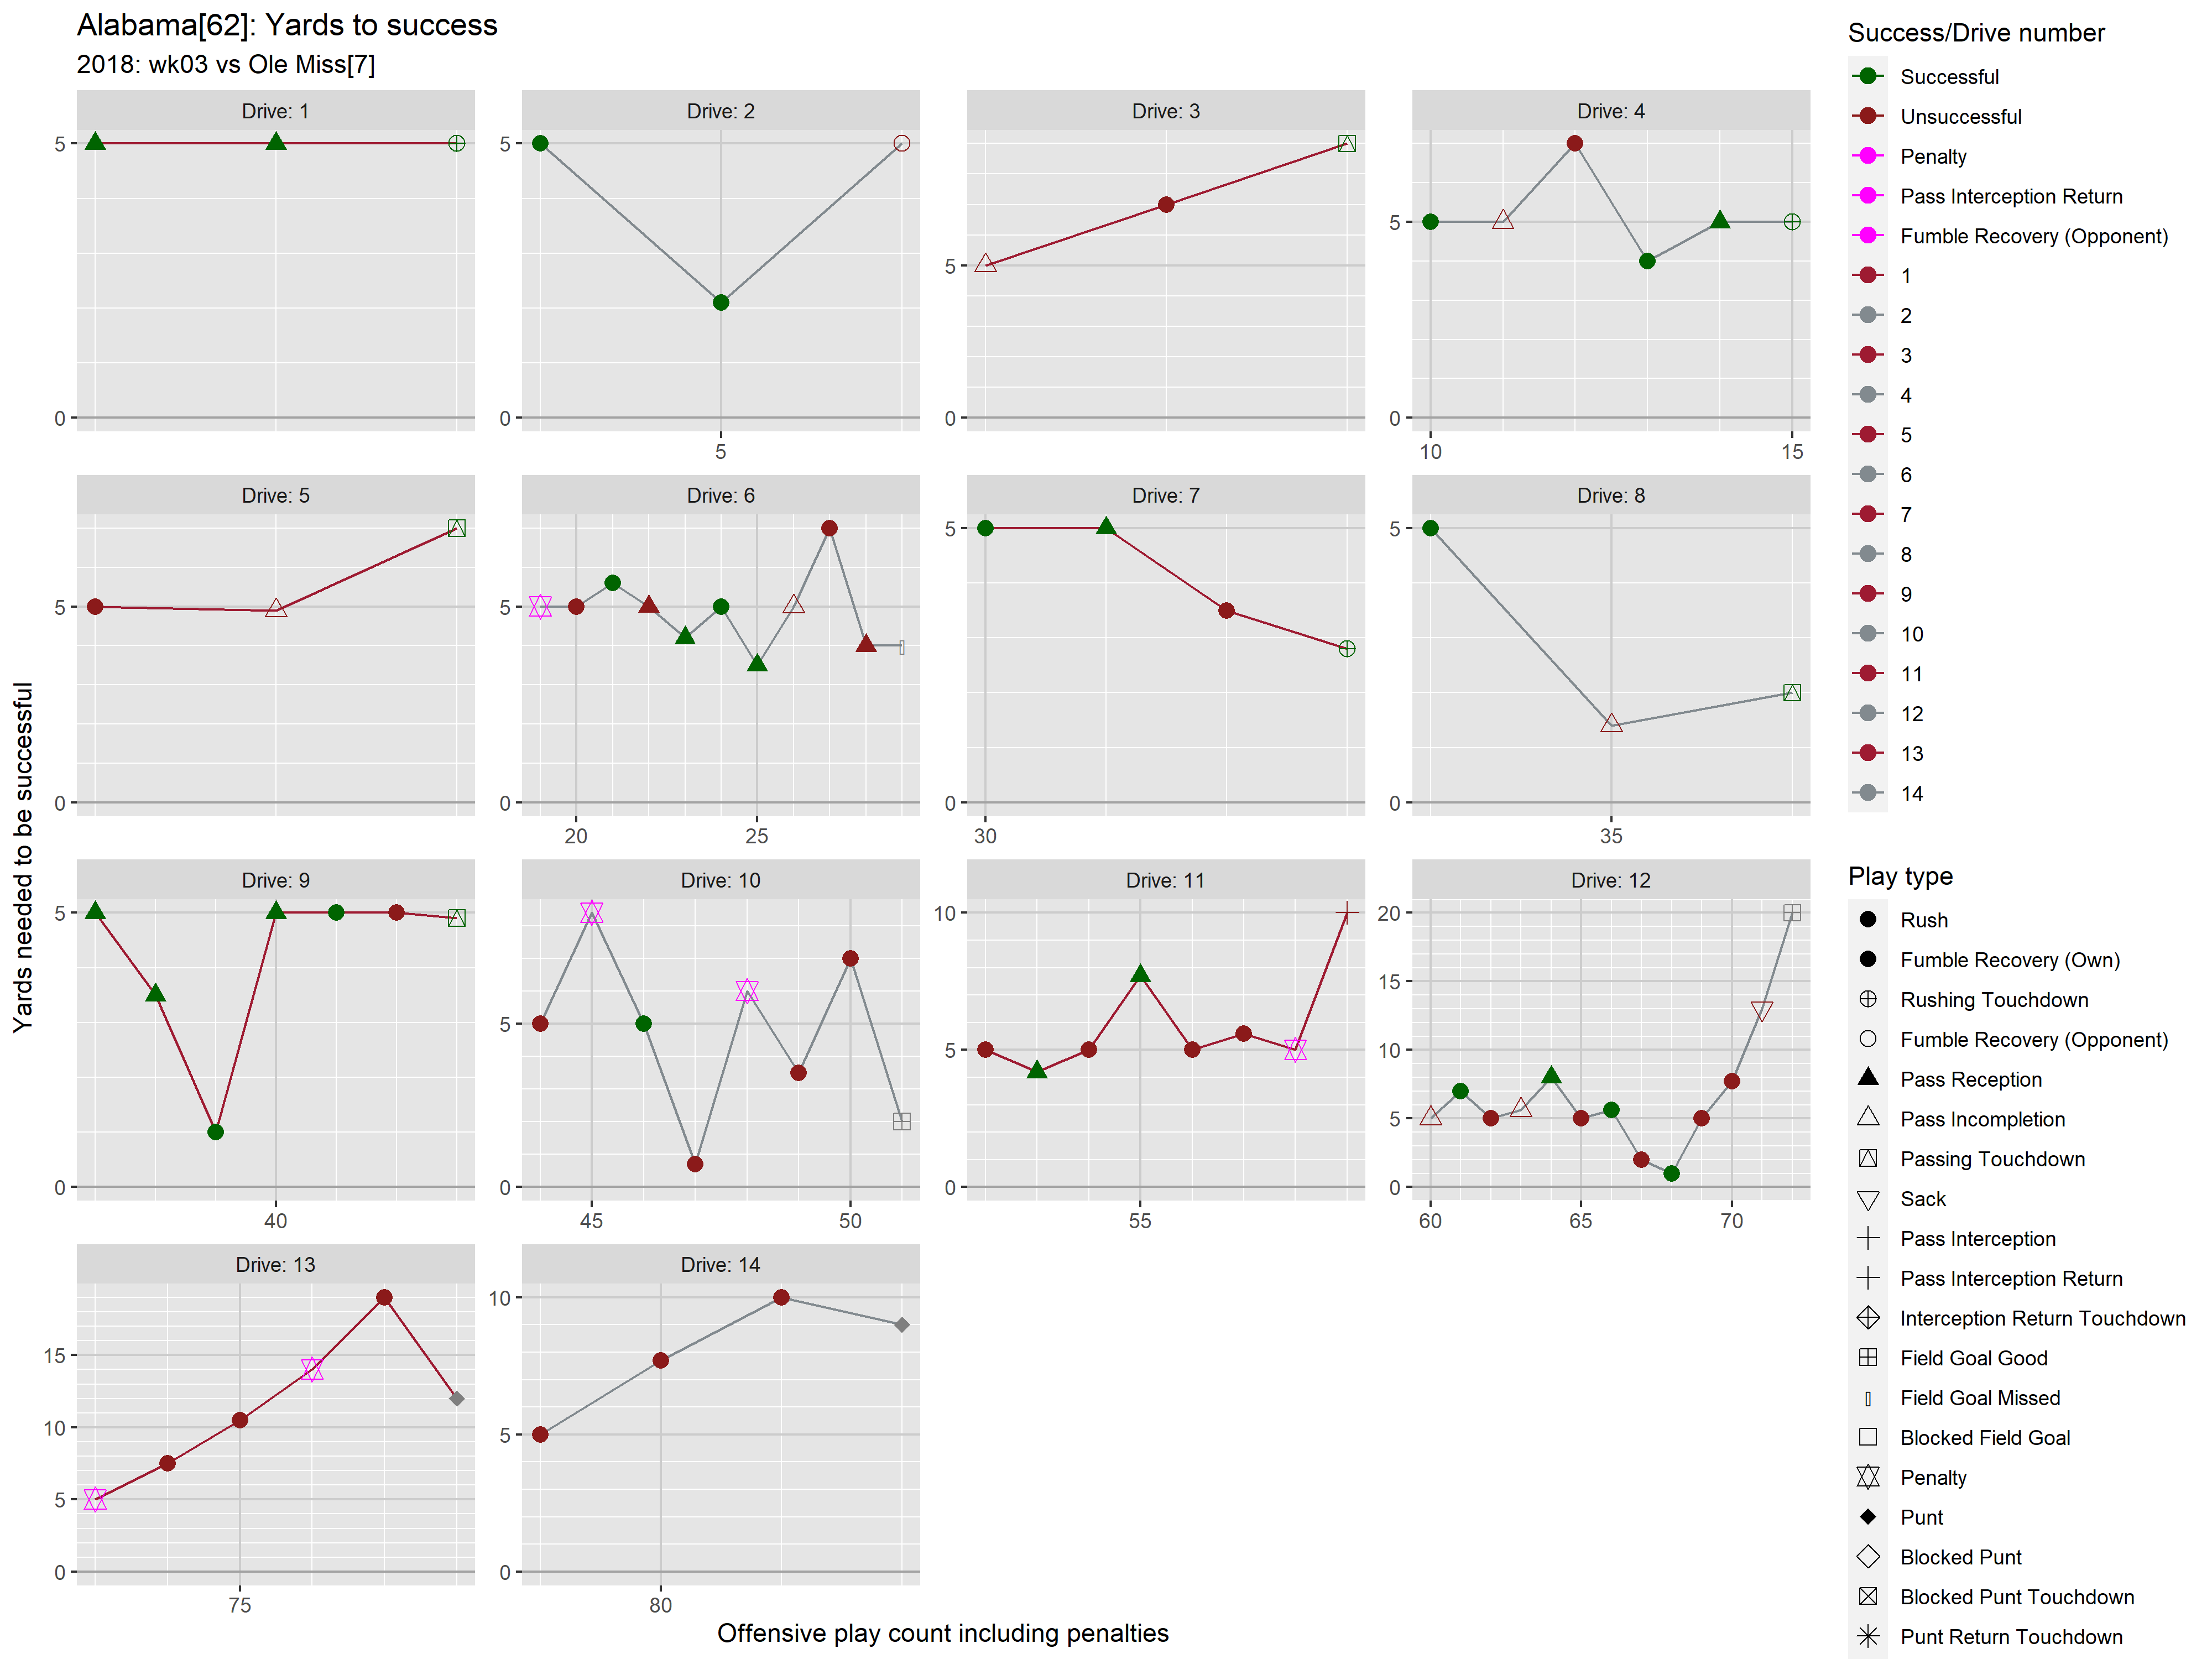 Alabama[62]: Yards to success
2018: wk03 vs Ole Miss[7]
Yards needed to be successful
Drive: 1
Drive: 2
Drive: 3
Drive: 4
5
0
5
0
5
5
0
5
0
10
15
Drive: 5
Drive: 6
Drive: 7
Drive: 8
5
0
5
0
20
25
5
0
30
5
0
35
Drive: 9
Drive: 10
Drive: 11
Drive: 12
5
0
40
5
0
45
50
10
5
0
55
20
15
10
5
0
60
65
70
Drive: 13
Drive: 14
15
10
5
0
75
10
5
0
80
Offensive play count including penalties
Success/Drive number
Successful
Unsuccessful
Penalty
Pass Interception Return
Fumble Recovery (Opponent)
1
2
3
4
5
6
7
8
9
10
11
12
13
14
Play type
Rush
Fumble Recovery (Own)
Rushing Touchdown
Fumble Recovery (Opponent)
Pass Reception
Pass Incompletion
Passing Touchdown
Sack
Pass Interception
Pass Interception Return
Interception Return Touchdown
Field Goal Good
Field Goal Missed
Blocked Field Goal
Penalty
Punt
Blocked Punt
Blocked Punt Touchdown
Punt Return Touchdown